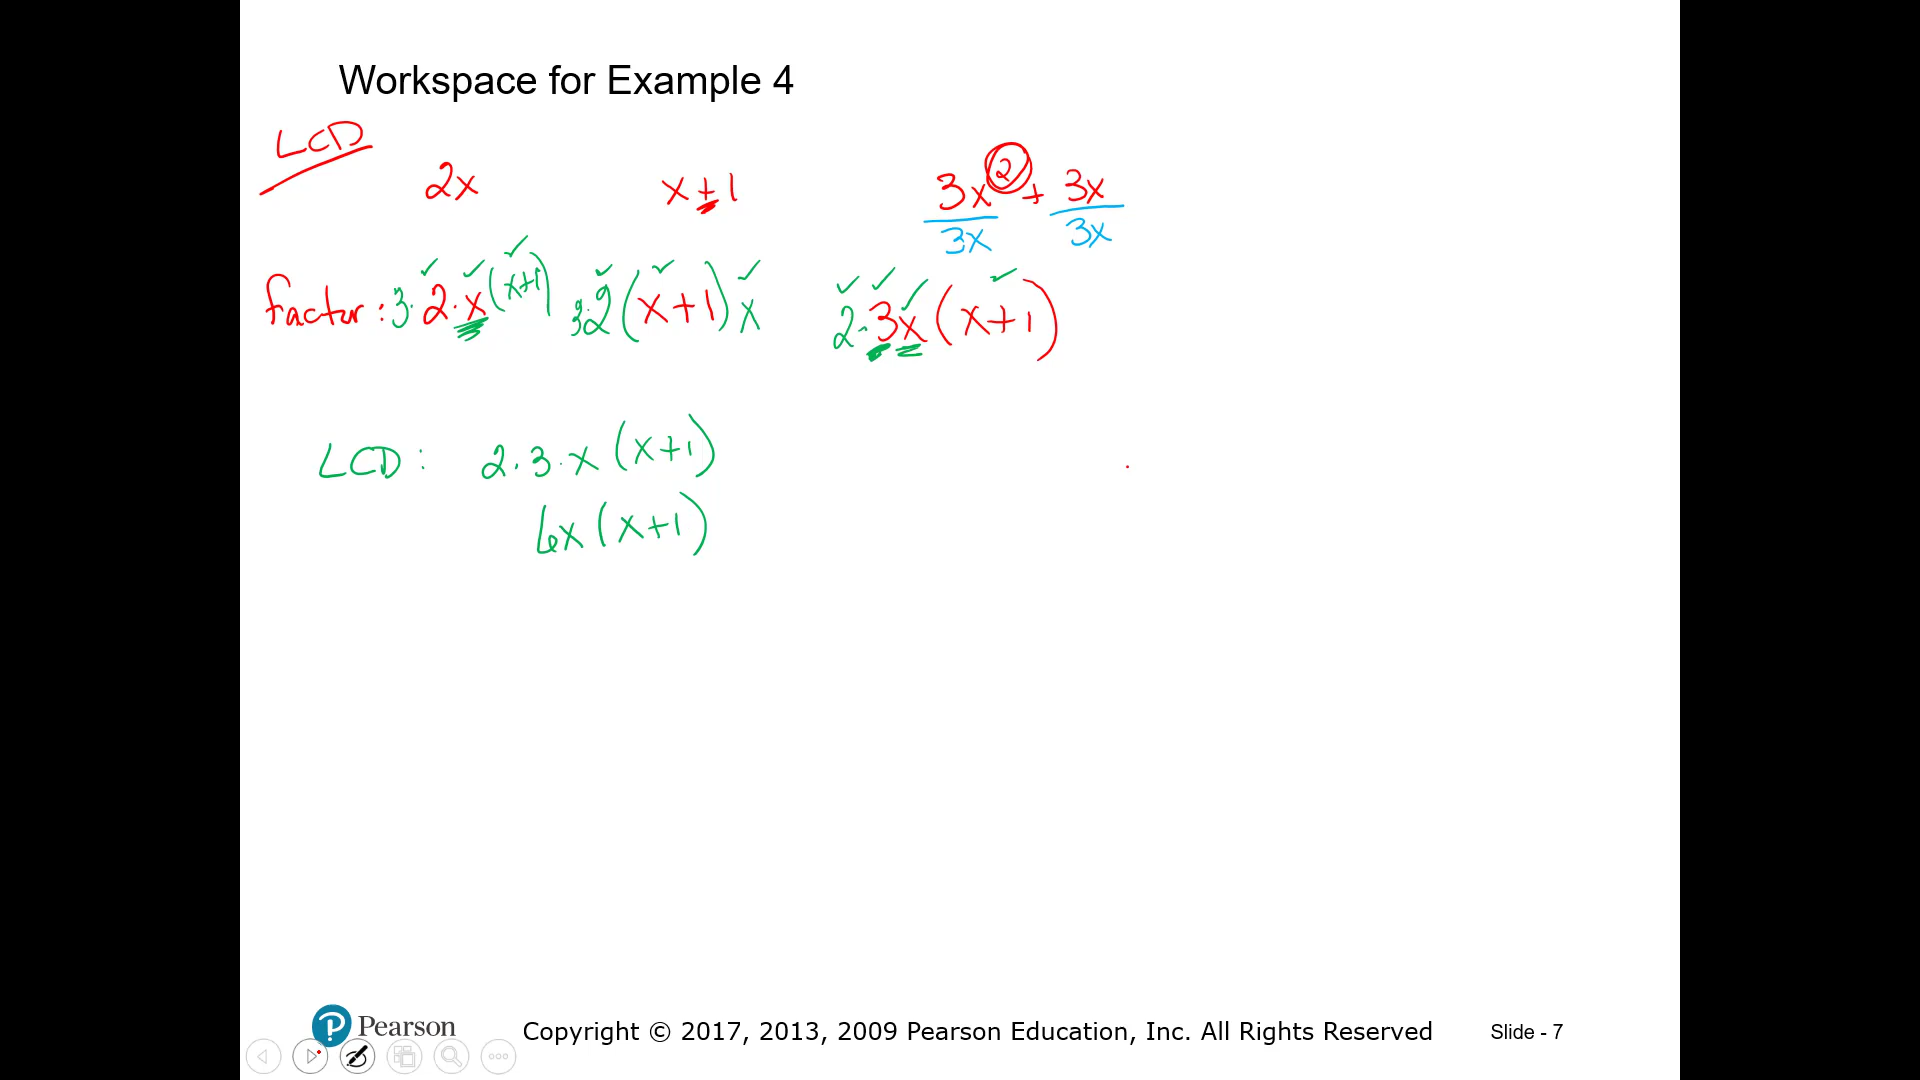 Workspace for Example 4
LCD
2x x + 1 3x² + 3x
3x 3x
factor: 3 · 2 · x (x+1) 3 · 2 (x+1) x 2 · 3x (x+1)
LCD: 2 · 3 · x (x+1)
6x (x+1)
Pearson
Copyright © 2017, 2013, 2009 Pearson Education, Inc. All Rights Reserved
Slide - 7